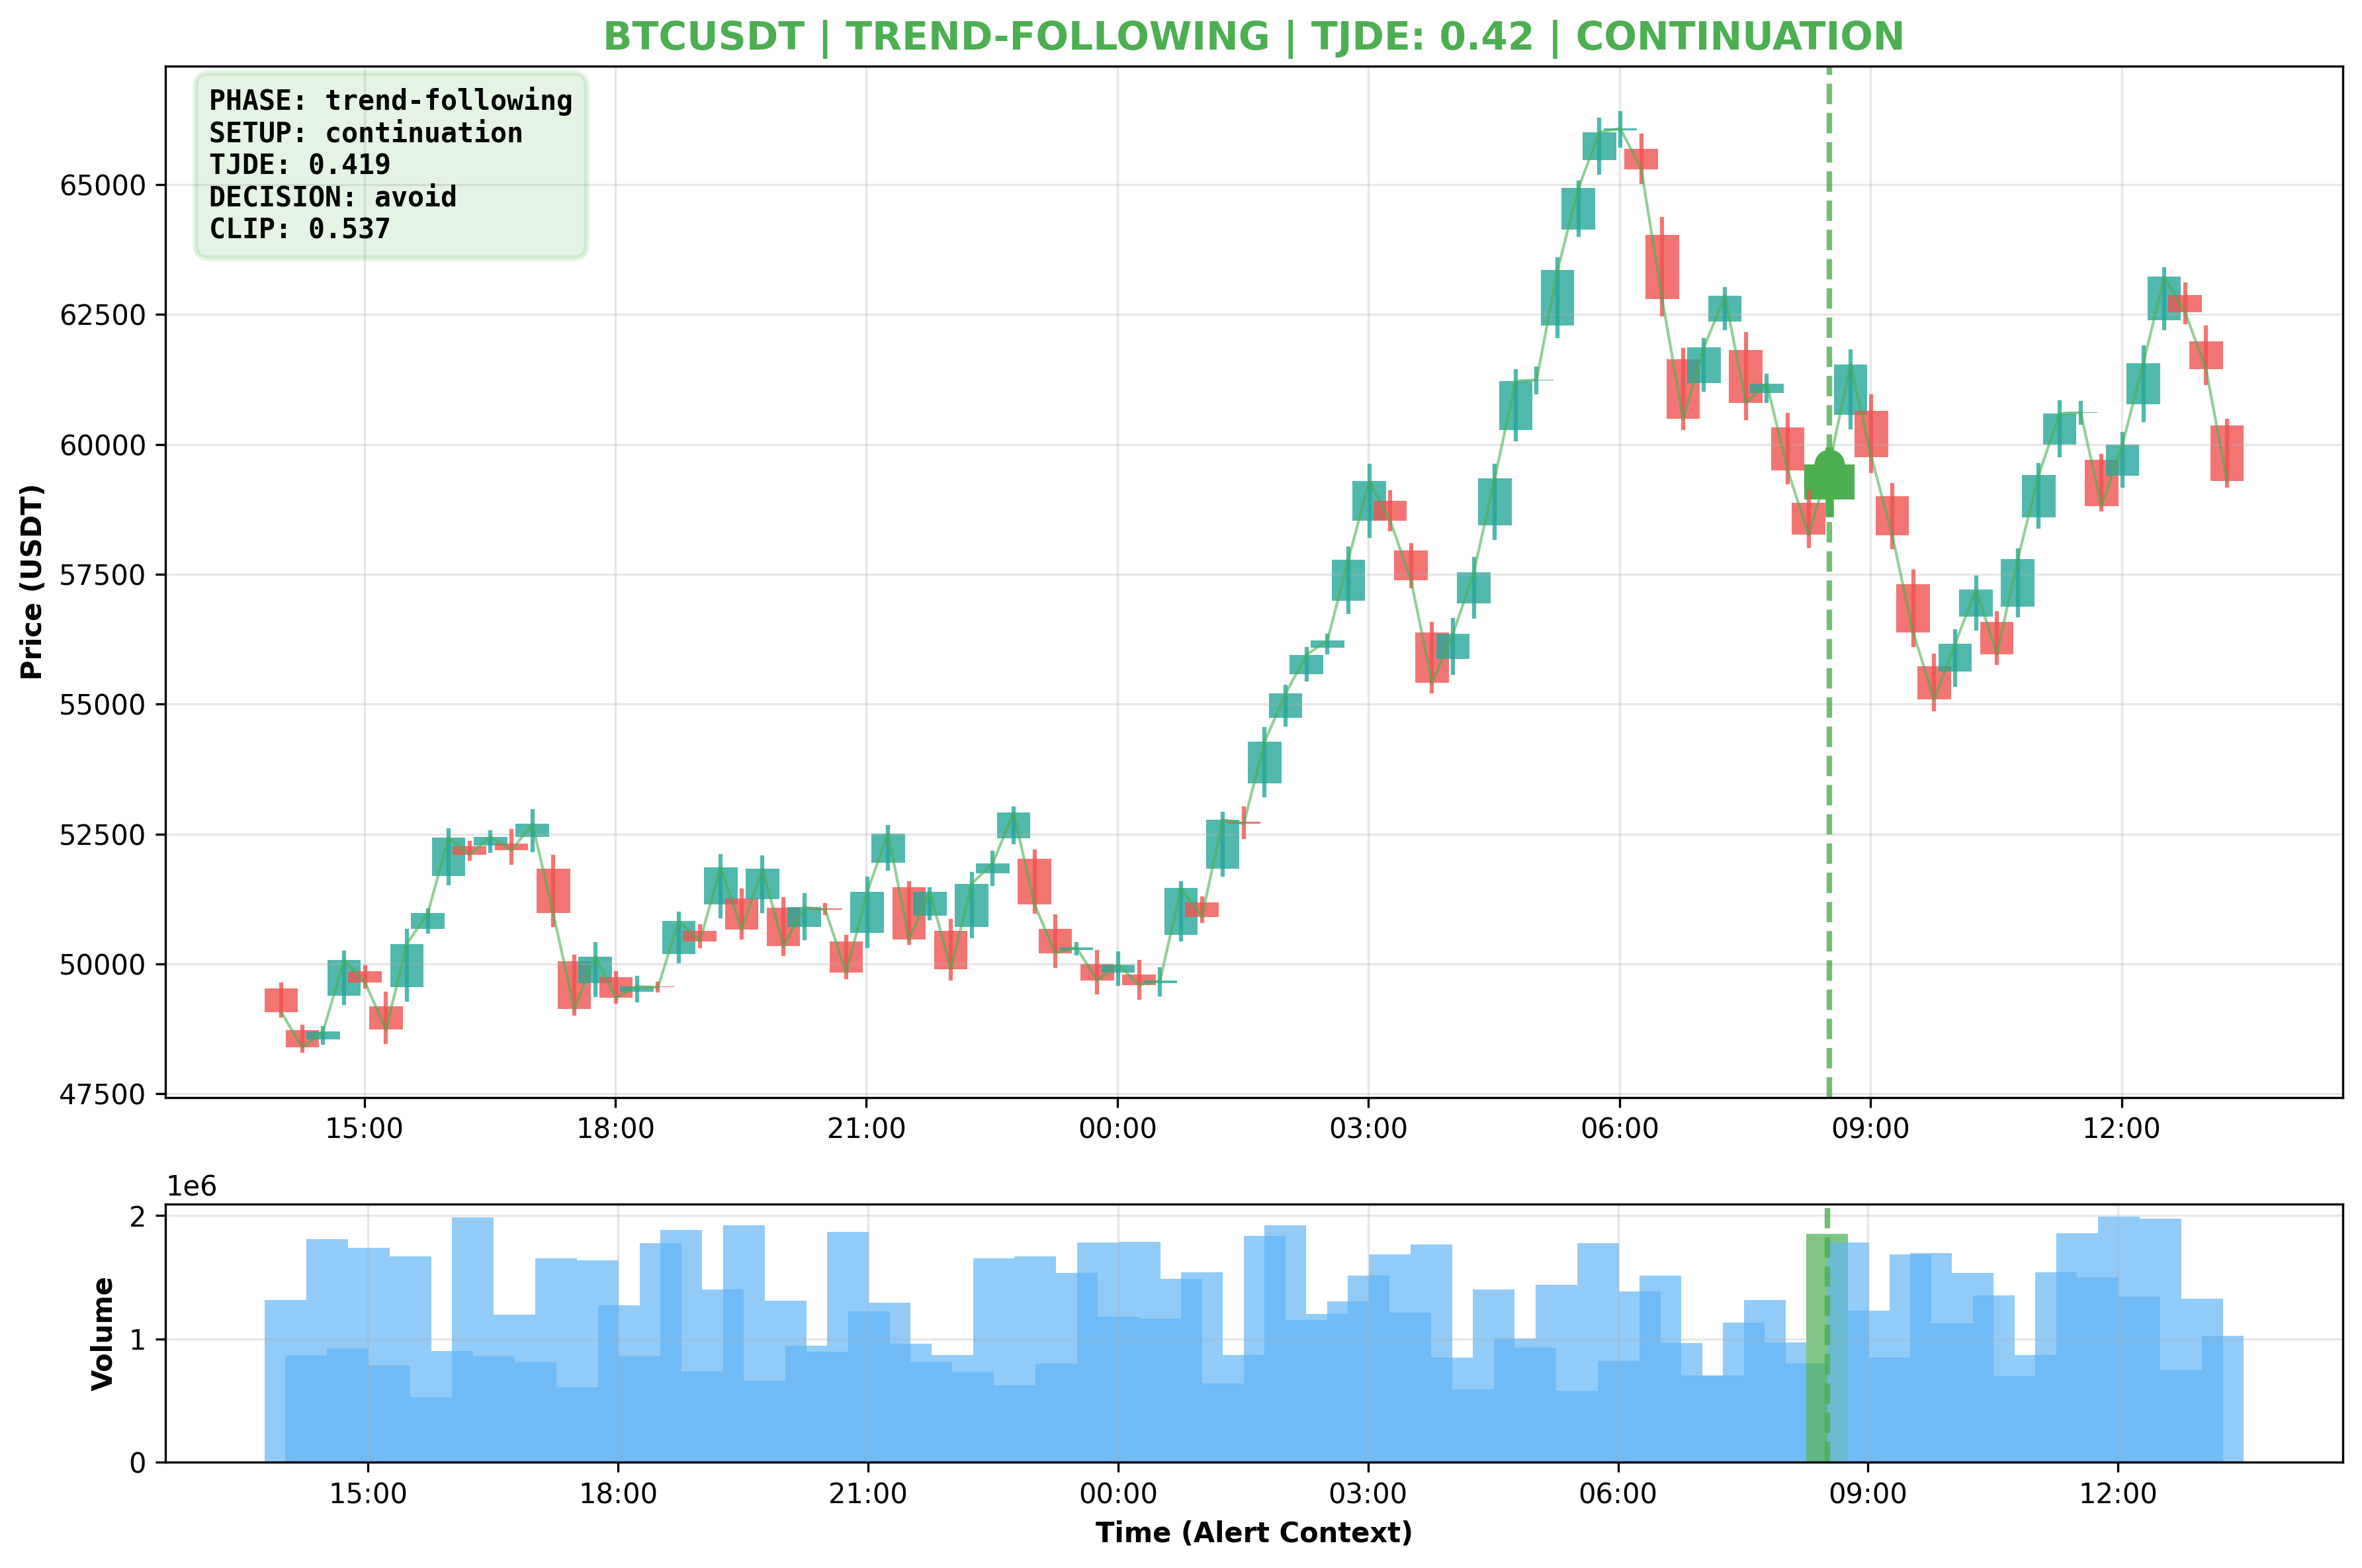 BTCUSDT | TREND-FOLLOWING | TJDE: 0.42 | CONTINUATION
PHASE: trend-following
SETUP: continuation
TJDE: 0.419
DECISION: avoid
CLIP: 0.537
Price (USDT)
65000
62500
60000
57500
55000
52500
50000
47500
15:00 18:00 21:00 00:00 03:00 06:00 09:00 12:00
1e6
Volume
2
1
0
15:00 18:00 21:00 00:00 03:00 06:00 09:00 12:00
Time (Alert Context)